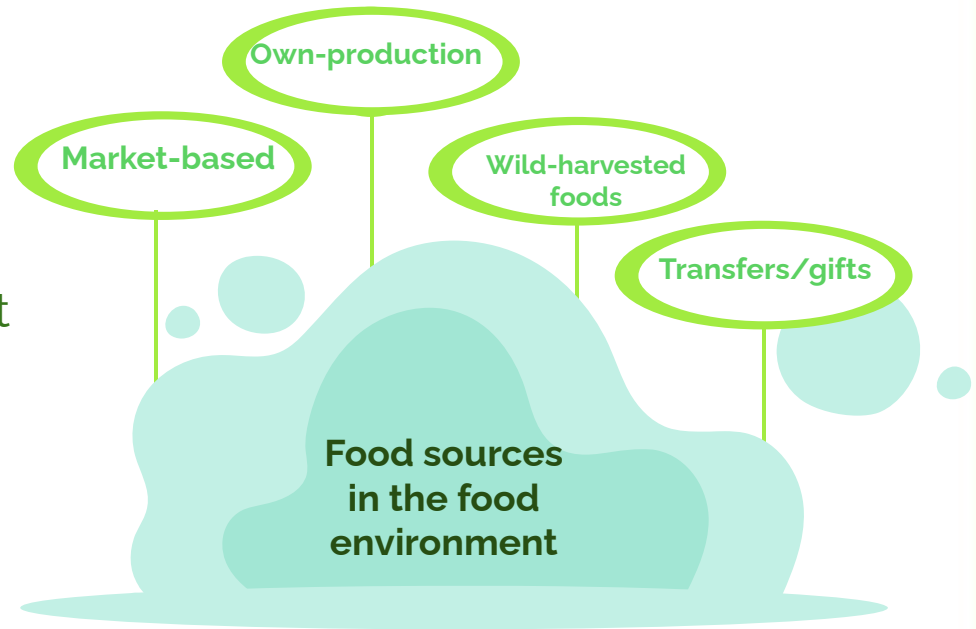 Own-production
Market-based
Wild-harvested
foods
Transfers/gifts
t
Food sources
in the food
environment